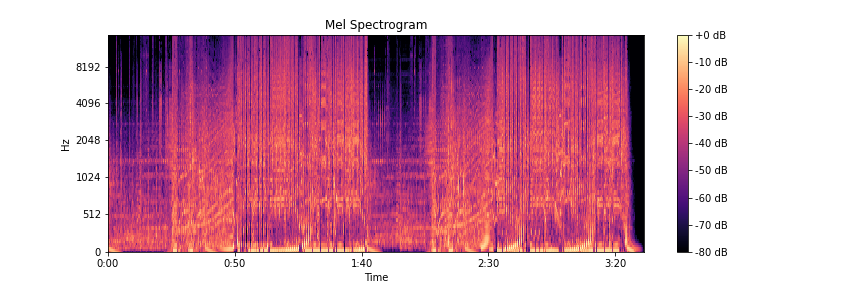 Mel Spectrogram
Hz
8192
4096
2048
1024
512
0
0:00
0:50
1:40
2:30
3:20
Time
+0 dB
-10 dB
-20 dB
-30 dB
-40 dB
-50 dB
-60 dB
-70 dB
-80 dB